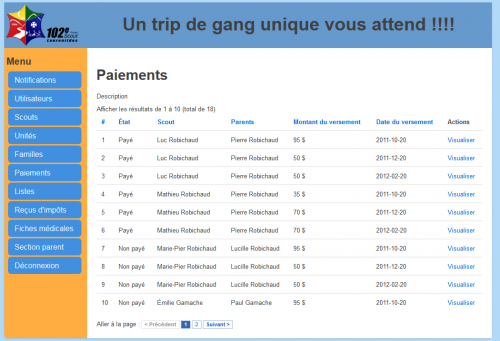 102e
Scout
Un trip de gang unique vous attend !!!!
Menu
Notifications
Utilisateurs
Scouts
Unités
Familles
Paiements
Listes
Reçus d'impôts
Fiches médicales
Section parent
Déconnexion
Paiements
Description
Afficher les résultats de 1 à 10 (total de 18)
# État Scout Parents Montant du versement Date du versement Actions
1 Payé Luc Robichaud Pierre Robichaud 95 $ 2011-10-20 Visualiser
2 Payé Luc Robichaud Pierre Robichaud 50 $ 2011-12-20 Visualiser
3 Payé Luc Robichaud Pierre Robichaud 50 $ 2012-02-20 Visualiser
4 Payé Mathieu Robichaud Pierre Robichaud 35 $ 2011-10-20 Visualiser
5 Payé Mathieu Robichaud Pierre Robichaud 70 $ 2011-12-20 Visualiser
6 Payé Mathieu Robichaud Pierre Robichaud 70 $ 2012-02-20 Visualiser
7 Non payé Marie-Pier Robichaud Lucille Robichaud 95 $ 2011-10-20 Visualiser
8 Non payé Marie-Pier Robichaud Lucille Robichaud 50 $ 2011-12-20 Visualiser
9 Non payé Marie-Pier Robichaud Lucille Robichaud 50 $ 2012-02-20 Visualiser
10 Non payé Émilie Gamache Paul Gamache 95 $ 2011-10-20 Visualiser
Aller à la page : < Précédent 1 2 Suivant >